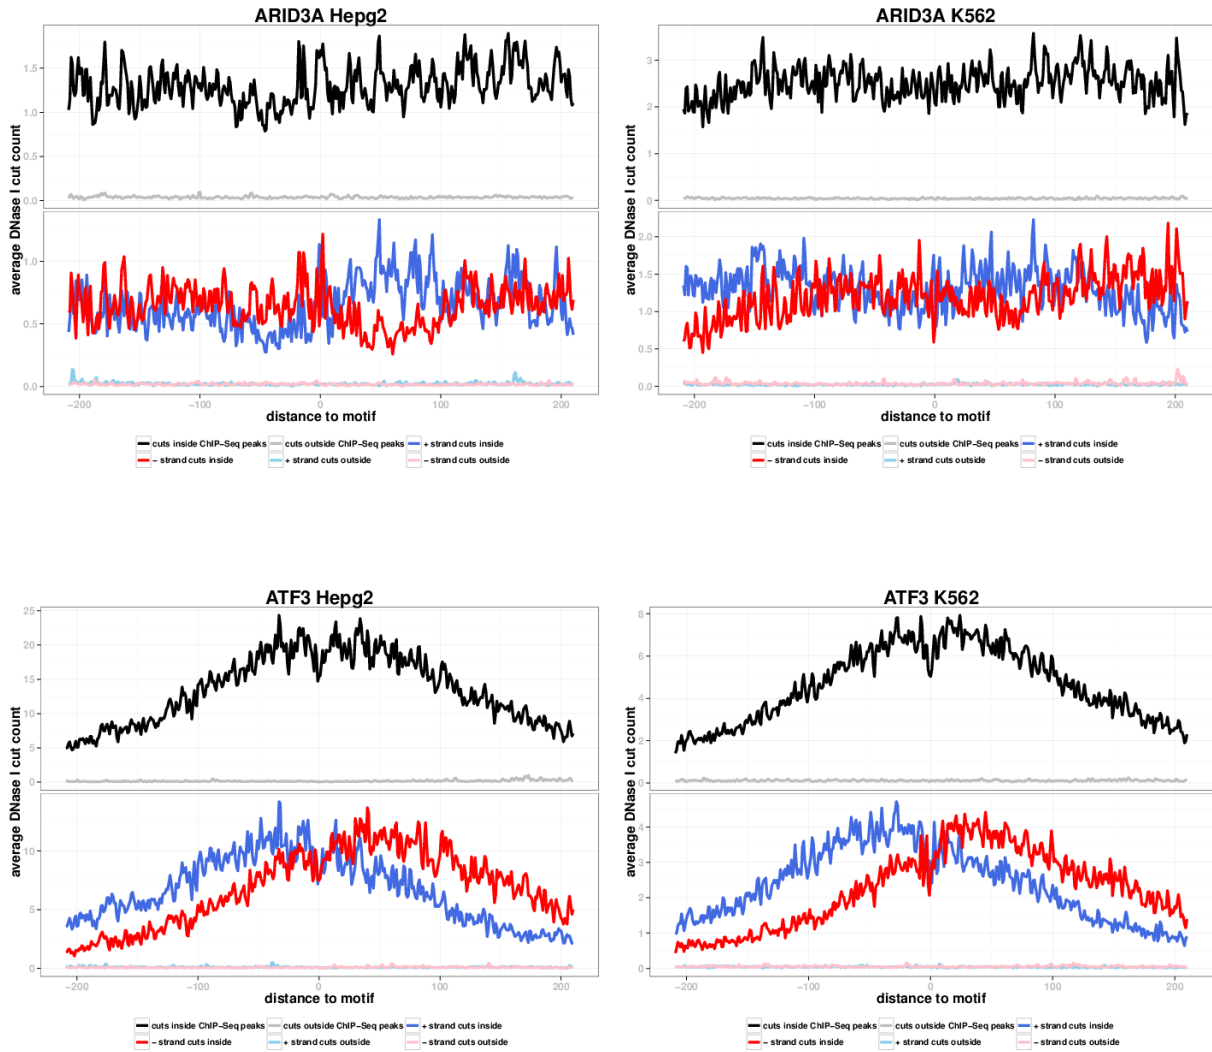 ARID3A Hepg2
average DNase I cut count
1.5
1.0
0.5
0.0
1.0
0.5
0.0
−200
−100
0
100
200
distance to motif
cuts inside ChIP−Seq peaks
cuts outside ChIP−Seq peaks
+ strand cuts inside
− strand cuts inside
+ strand cuts outside
− strand cuts outside
ARID3A K562
average DNase I cut count
3
2
1
0
2.0
1.5
1.0
0.5
0.0
−200
−100
0
100
200
distance to motif
cuts inside ChIP−Seq peaks
cuts outside ChIP−Seq peaks
+ strand cuts inside
− strand cuts inside
+ strand cuts outside
− strand cuts outside
ATF3 Hepg2
average DNase I cut count
25
20
15
10
5
0
10
5
0
−200
−100
0
100
200
distance to motif
cuts inside ChIP−Seq peaks
cuts outside ChIP−Seq peaks
+ strand cuts inside
− strand cuts inside
+ strand cuts outside
− strand cuts outside
ATF3 K562
average DNase I cut count
8
6
4
2
0
4
3
2
1
0
−200
−100
0
100
200
distance to motif
cuts inside ChIP−Seq peaks
cuts outside ChIP−Seq peaks
+ strand cuts inside
− strand cuts inside
+ strand cuts outside
− strand cuts outside